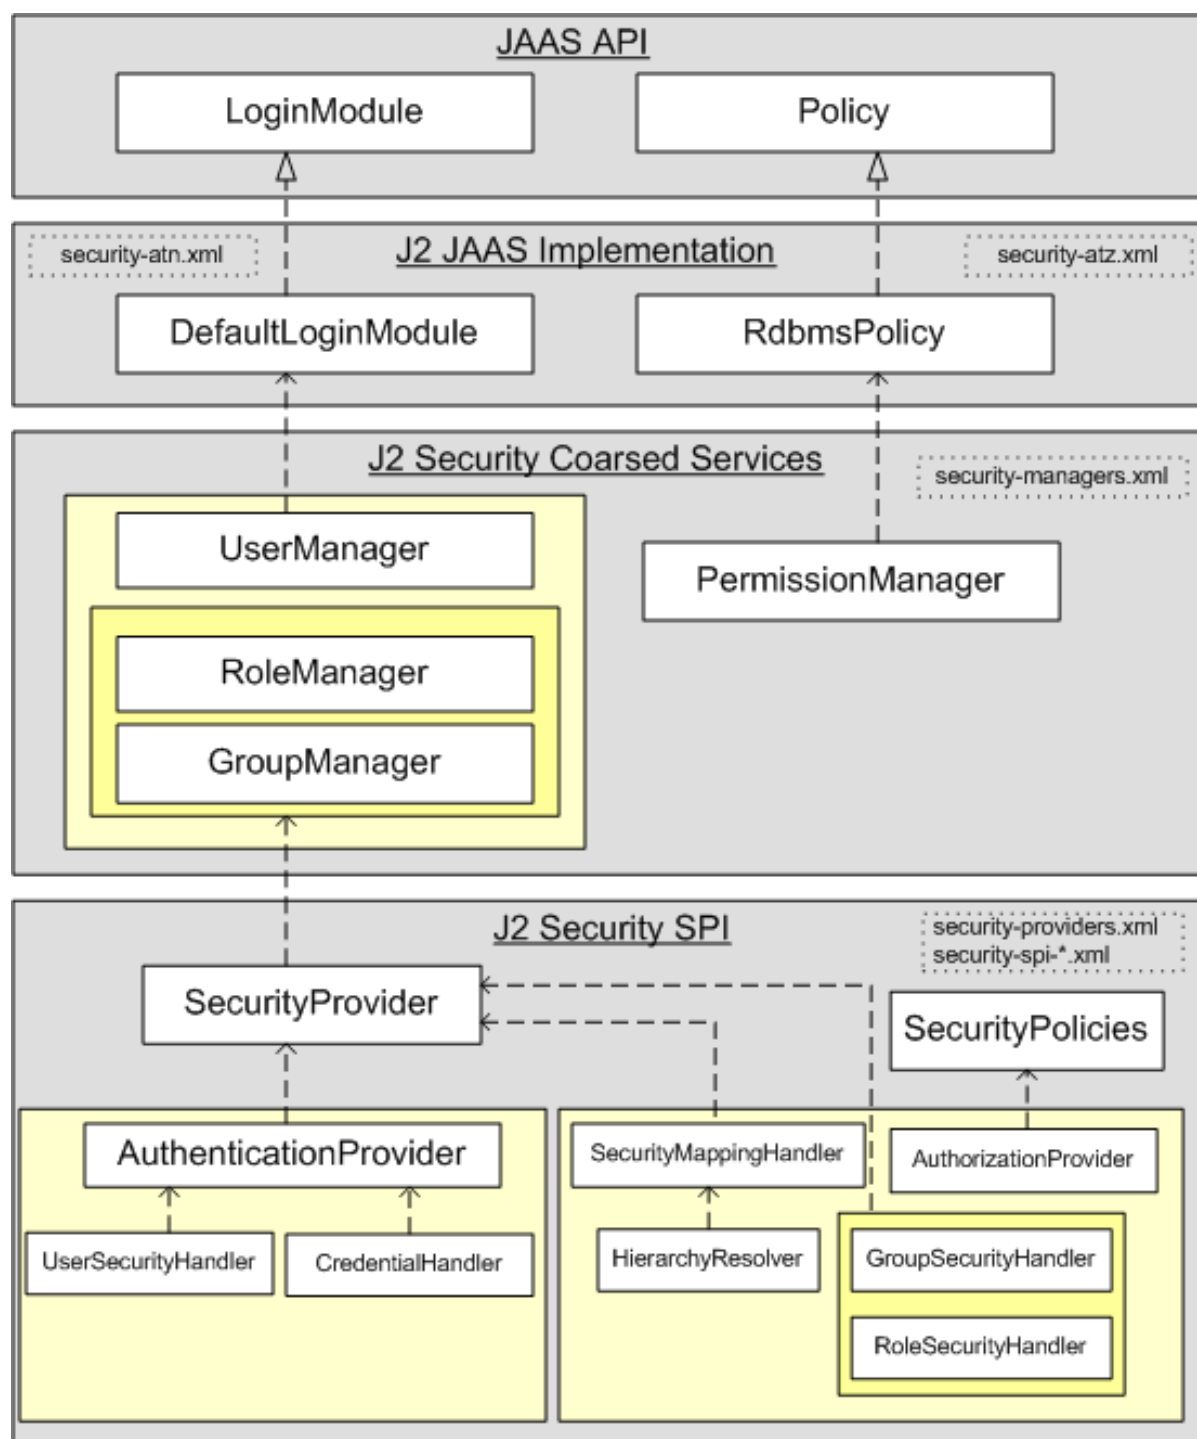 JAAS API
LoginModule
Policy
security-atn.xml
J2 JAAS Implementation
security-atz.xml
DefaultLoginModule
RdbmsPolicy
J2 Security Coarsed Services
security-managers.xml
UserManager
PermissionManager
RoleManager
GroupManager
J2 Security SPI
security-providers.xml
security-spi-*.xml
SecurityProvider
SecurityPolicies
AuthenticationProvider
SecurityMappingHandler
AuthorizationProvider
UserSecurityHandler
CredentialHandler
HierarchyResolver
GroupSecurityHandler
RoleSecurityHandler